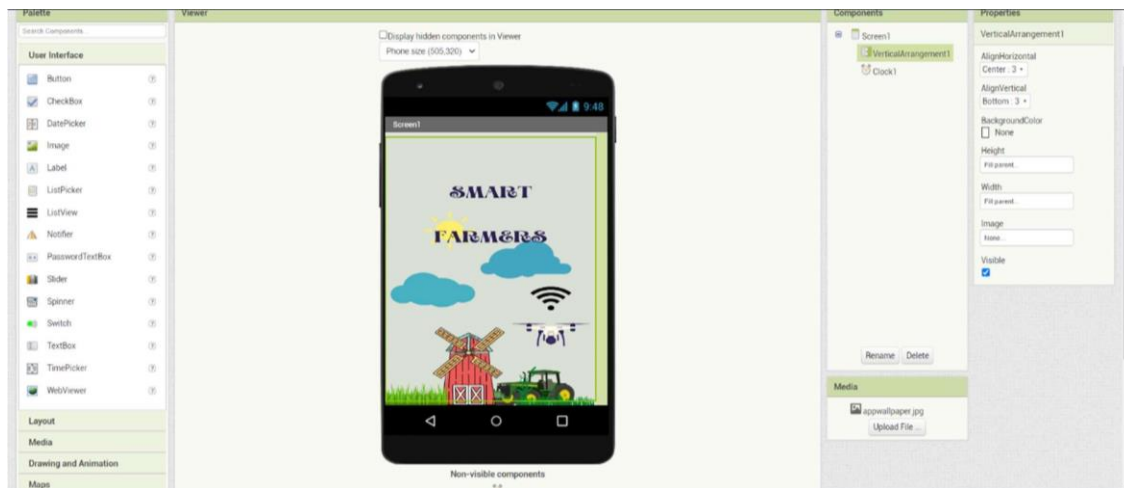 Palette
Search Components...
User Interface
Button
CheckBox
DatePicker
Image
Label
ListPicker
ListView
Notifier
PasswordTextBox
Slider
Spinner
Switch
TextBox
TimePicker
WebViewer
Layout
Media
Drawing and Animation
Maps
Viewer
Display hidden components in Viewer
Phone size (505,320)
9:48
Screen1
SMART
FARMERS
Non-visible components
Components
Screen1
VerticalArrangement1
Clock1
Rename Delete
Media
appwallpaper.jpg
Upload File ...
Properties
VerticalArrangement1
AlignHorizontal
Center : 3
AlignVertical
Bottom : 3
BackgroundColor
None
Height
Fill parent...
Width
Fill parent...
Image
None...
Visible